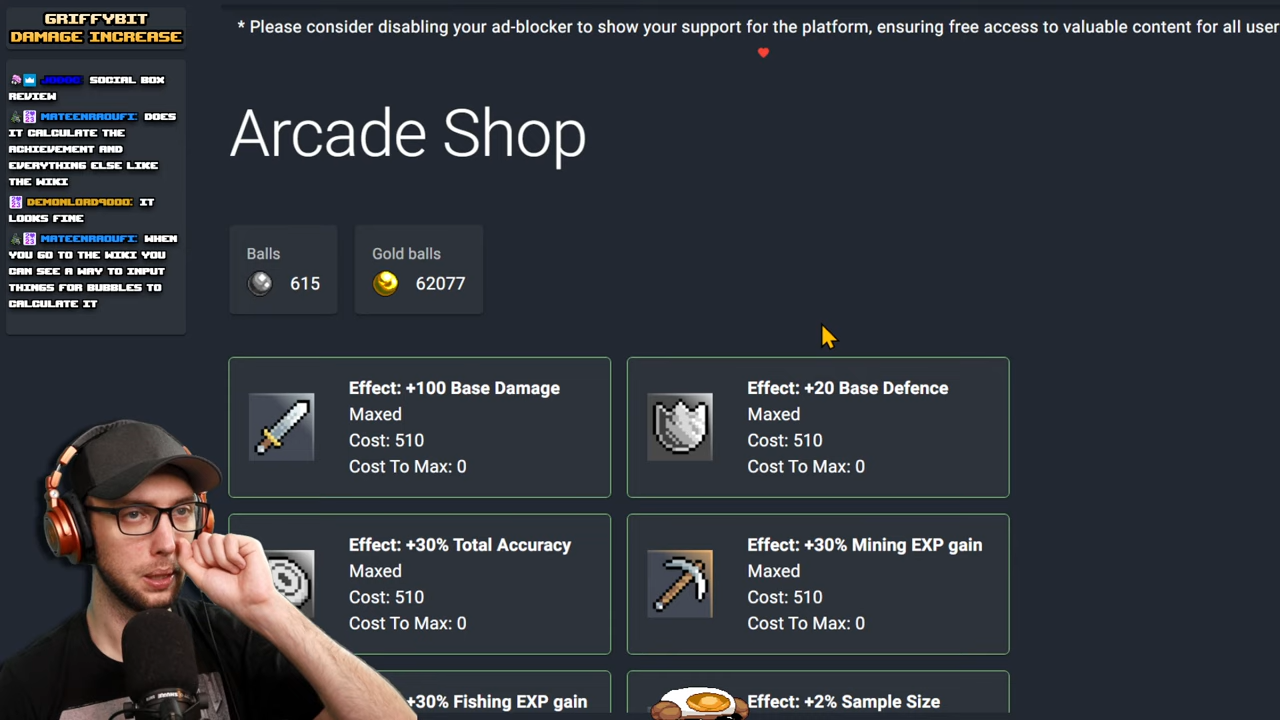 GRIFFYBIT
DAMAGE INCREASE
SOCIAL BOX
REVIEW
MATEENRAOUFI: DOES
IT CALCULATE THE
ACHIEVEMENT AND
EVERYTHING ELSE LIKE
THE WIKI
DEMONLORD9000: IT
LOOKS FINE
MATEENRAOUFI: WHEN
YOU GO TO THE WIKI YOU
CAN SEE A WAY TO INPUT
THINGS FOR BUBBLES TO
CALCULATE IT
* Please consider disabling your ad-blocker to show your support for the platform, ensuring free access to valuable content for all user
Arcade Shop
Balls
615
Gold balls
62077
Effect: +100 Base Damage
Maxed
Cost: 510
Cost To Max: 0
Effect: +20 Base Defence
Maxed
Cost: 510
Cost To Max: 0
Effect: +30% Total Accuracy
Maxed
Cost: 510
Cost To Max: 0
Effect: +30% Mining EXP gain
Maxed
Cost: 510
Cost To Max: 0
+30% Fishing EXP gain
Effect: +2% Sample Size